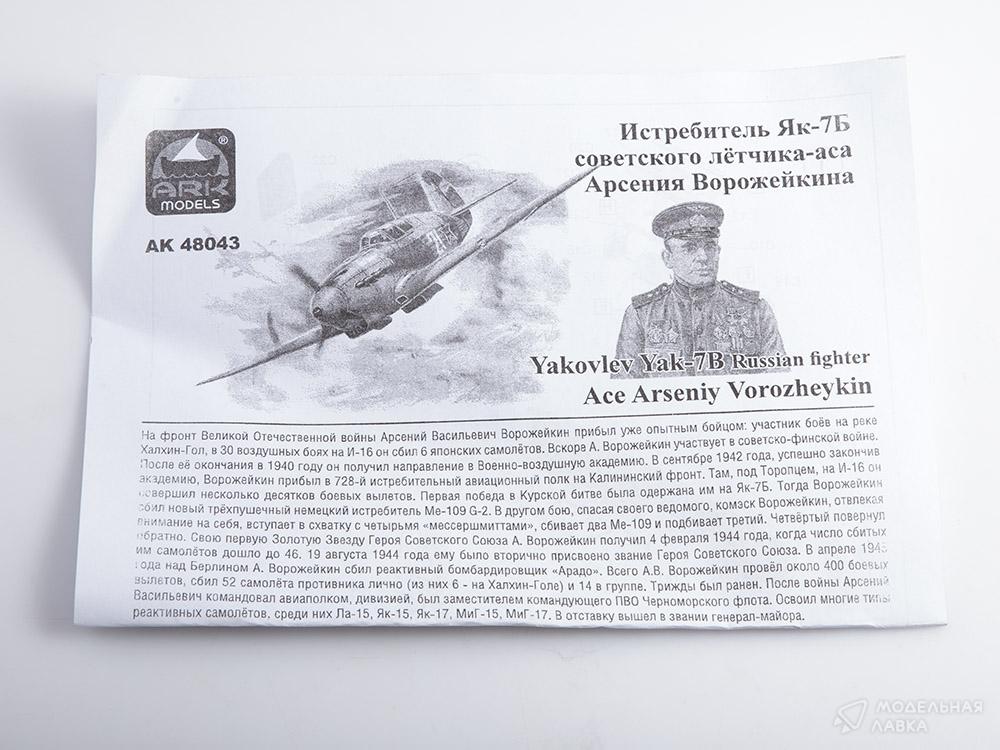 ARK
MODELS
®
AK 48043
Истребитель Як-7Б
советского лётчика-аса
Арсения Ворожейкина
Yakovlev Yak-7B Russian fighter
Ace Arseniy Vorozheykin
На фронт Великой Отечественной войны Арсений Васильевич Ворожейкин прибыл уже опытным бойцом: участник боёв на реке
Халхин-Гол, в 30 воздушных боях на И-16 он сбил 6 японских самолётов. Вскоре А. Ворожейкин участвует в советско-финской войне.
После её окончания в 1940 году он получил направление в Военно-воздушную академию. В сентябре 1942 года, успешно закончив
академию, Ворожейкин прибыл в 728-й истребительный авиационный полк на Калининский фронт. Там, под Торопцем, на И-16 он
совершил несколько десятков боевых вылетов. Первая победа в Курской битве была одержана им на Як-7Б. Тогда Ворожейкин
сбил новый трёхпушечный немецкий истребитель Ме-109 G-2. В другом бою, спасая своего ведомого, комэск Ворожейкин, отвлекая
внимание на себя, вступает в схватку с четырьмя «мессершмиттами», сбивает два Ме-109 и подбивает третий. Четвёртый повернул
обратно. Свою первую Золотую Звезду Героя Советского Союза А. Ворожейкин получил 4 февраля 1944 года, когда число сбитых
им самолётов дошло до 46. 19 августа 1944 года ему было вторично присвоено звание Героя Советского Союза. В апреле 1945
года над Берлином А. Ворожейкин сбил реактивный бомбардировщик «Арадо». Всего А.В. Ворожейкин провёл около 400 боевых
вылетов, сбил 52 самолёта противника лично (из них 6 - на Халхин-Голе) и 14 в группе. Трижды был ранен. После войны Арсений
Васильевич командовал авиаполком, дивизией, был заместителем командующего ПВО Черноморского флота. Освоил многие типы
реактивных самолётов, среди них Ла-15, Як-15, Як-17, МиГ-15, МиГ-17. В отставку вышел в звании генерал-майора.
МОДЕЛЬНАЯ
ЛАВКА